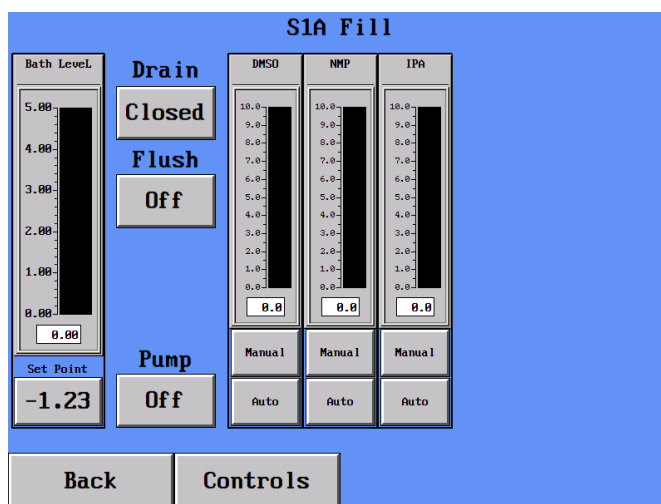 S1A Fill
Bath LeveL
5.00
4.00
3.00
2.00
1.00
0.00
0.00
Set Point
-1.23
Drain
Closed
Flush
Off
Pump
Off
DMSO
10.0
9.0
8.0
7.0
6.0
5.0
4.0
3.0
2.0
1.0
0.0
0.0
Manual
Auto
NMP
10.0
9.0
8.0
7.0
6.0
5.0
4.0
3.0
2.0
1.0
0.0
0.0
Manual
Auto
IPA
10.0
9.0
8.0
7.0
6.0
5.0
4.0
3.0
2.0
1.0
0.0
0.0
Manual
Auto
Back
Controls